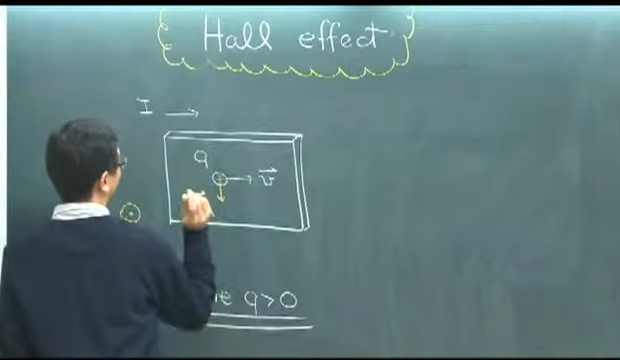 Hall effect
I →
q
⊕ → v⃗
q > 0